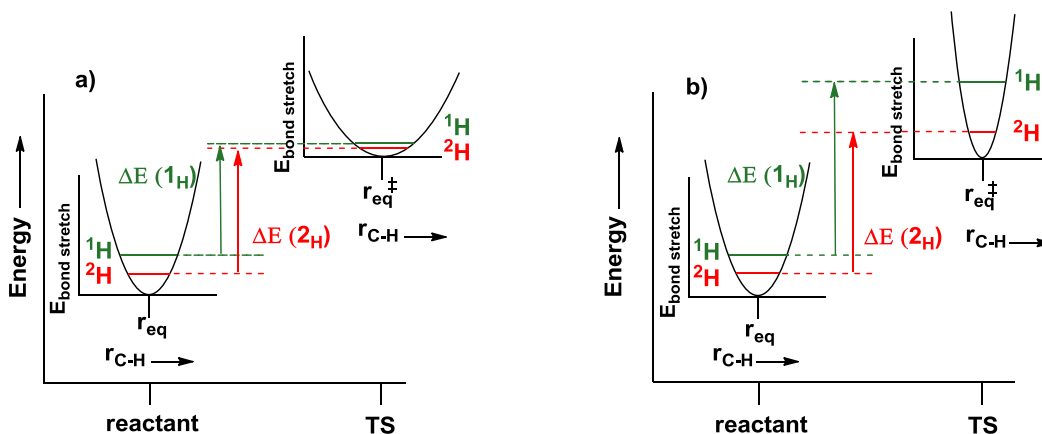 a)
Energy
E bond stretch
¹H
²H
r eq
r C-H
ΔE (1H)
ΔE (2H)
E bond stretch
¹H
²H
r eq ‡
r C-H
reactant
TS
b)
Energy
E bond stretch
¹H
²H
r eq
r C-H
ΔE (1H)
ΔE (2H)
E bond stretch
¹H
²H
r eq ‡
r C-H
reactant
TS